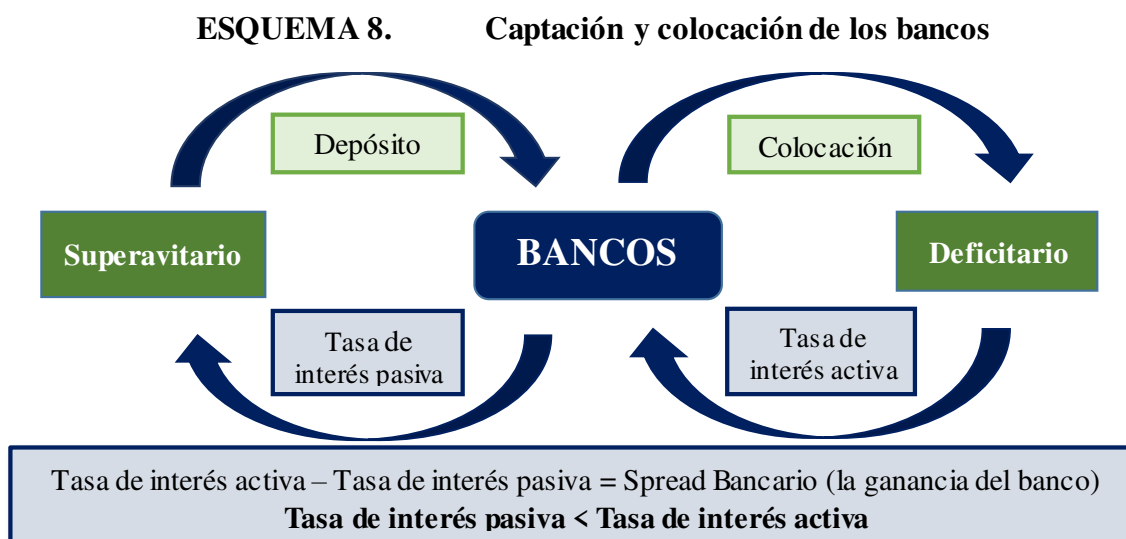 ESQUEMA 8. Captación y colocación de los bancos
Depósito
Colocación
Superavitario
BANCOS
Deficitario
Tasa de
interés pasiva
Tasa de
interés activa
Tasa de interés activa – Tasa de interés pasiva = Spread Bancario (la ganancia del banco)
Tasa de interés pasiva < Tasa de interés activa